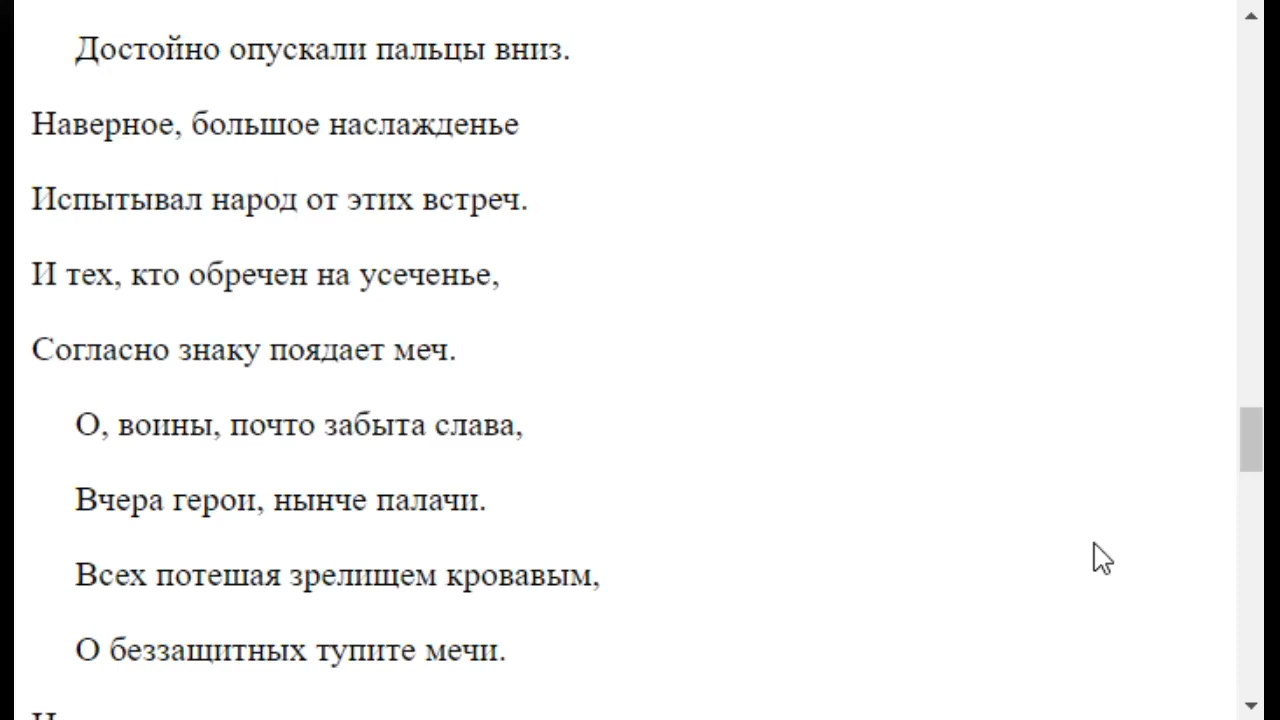 Достойно опускали пальцы вниз.
Наверное, большое наслажденье
Испытывал народ от этих встреч.
И тех, кто обречен на усеченье,
Согласно знаку поядает меч.
О, воины, почто забыта слава,
Вчера герои, нынче палачи.
Всех потешая зрелищем кровавым,
О беззащитных тупите мечи.